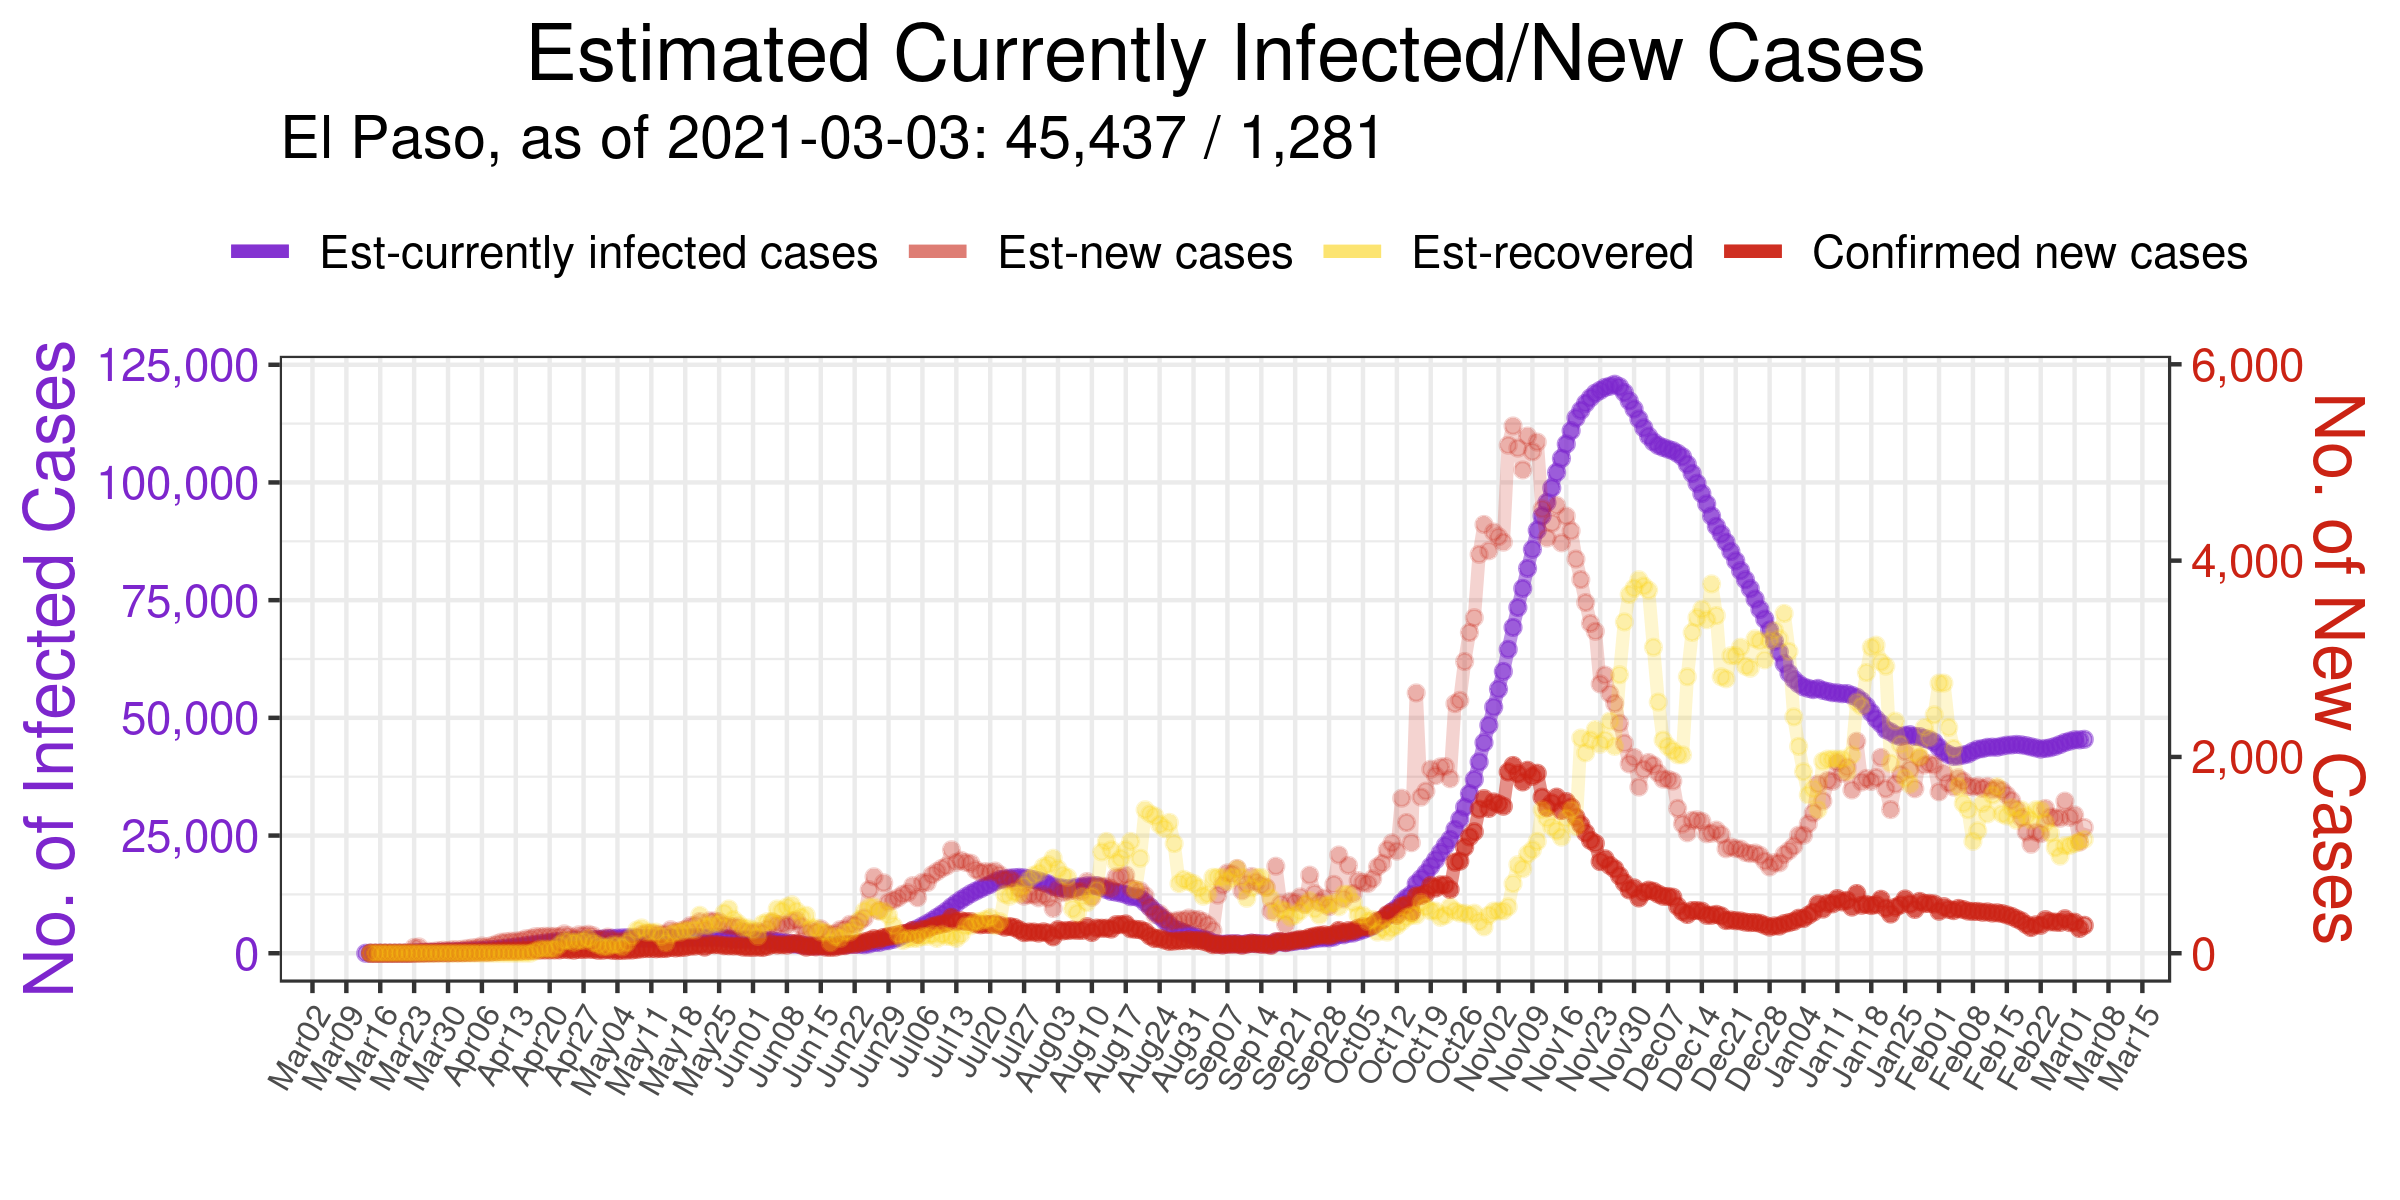 Estimated Currently Infected/New Cases
El Paso, as of 2021-03-03: 45,437 / 1,281
Est-currently infected cases Est-new cases Est-recovered Confirmed new cases
No. of Infected Cases
125,000
100,000
75,000
50,000
25,000
0
6,000
4,000
2,000
0
No. of New Cases
Mar02 Mar09 Mar16 Mar23 Mar30 Apr06 Apr13 Apr20 Apr27 May04 May11 May18 May25 Jun01 Jun08 Jun15 Jun22 Jun29 Jul06 Jul13 Jul20 Jul27 Aug03 Aug10 Aug17 Aug24 Aug31 Sep07 Sep14 Sep21 Sep28 Oct05 Oct12 Oct19 Oct26 Nov02 Nov09 Nov16 Nov23 Nov30 Dec07 Dec14 Dec21 Dec28 Jan04 Jan11 Jan18 Jan25 Feb01 Feb08 Feb15 Feb22 Mar01 Mar08 Mar15